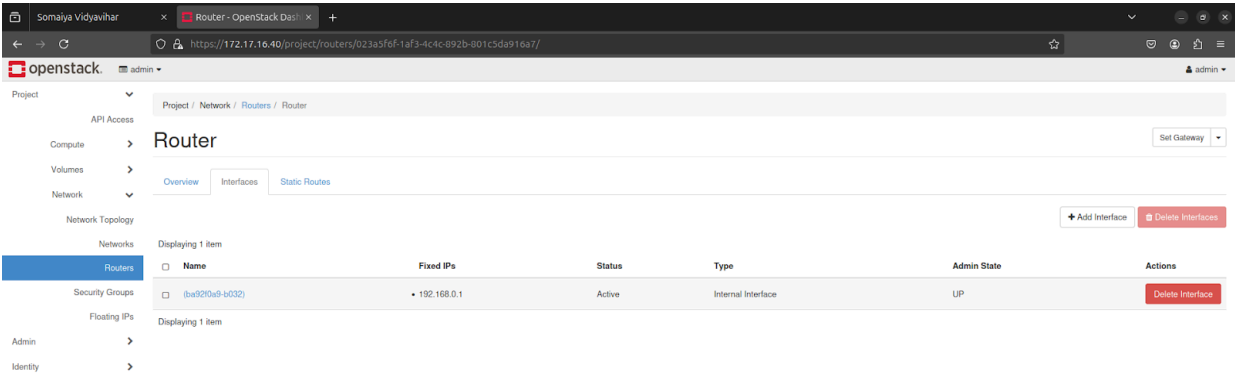 Somaiya Vidyavihar
Router - OpenStack Dash
https://172.17.16.40/project/routers/023a5f6f-1af3-4c4c-892b-801c5da916a7/
openstack. admin admin
Project
API Access
Compute
Volumes
Network
Network Topology
Networks
Routers
Security Groups
Floating IPs
Admin
Identity
Project / Network / Routers / Router
Router
Set Gateway
Overview Interfaces Static Routes
+ Add Interface Delete Interfaces
Displaying 1 item
Name Fixed IPs Status Type Admin State Actions
(ba92f0a9-b032) • 192.168.0.1 Active Internal Interface UP Delete Interface
Displaying 1 item